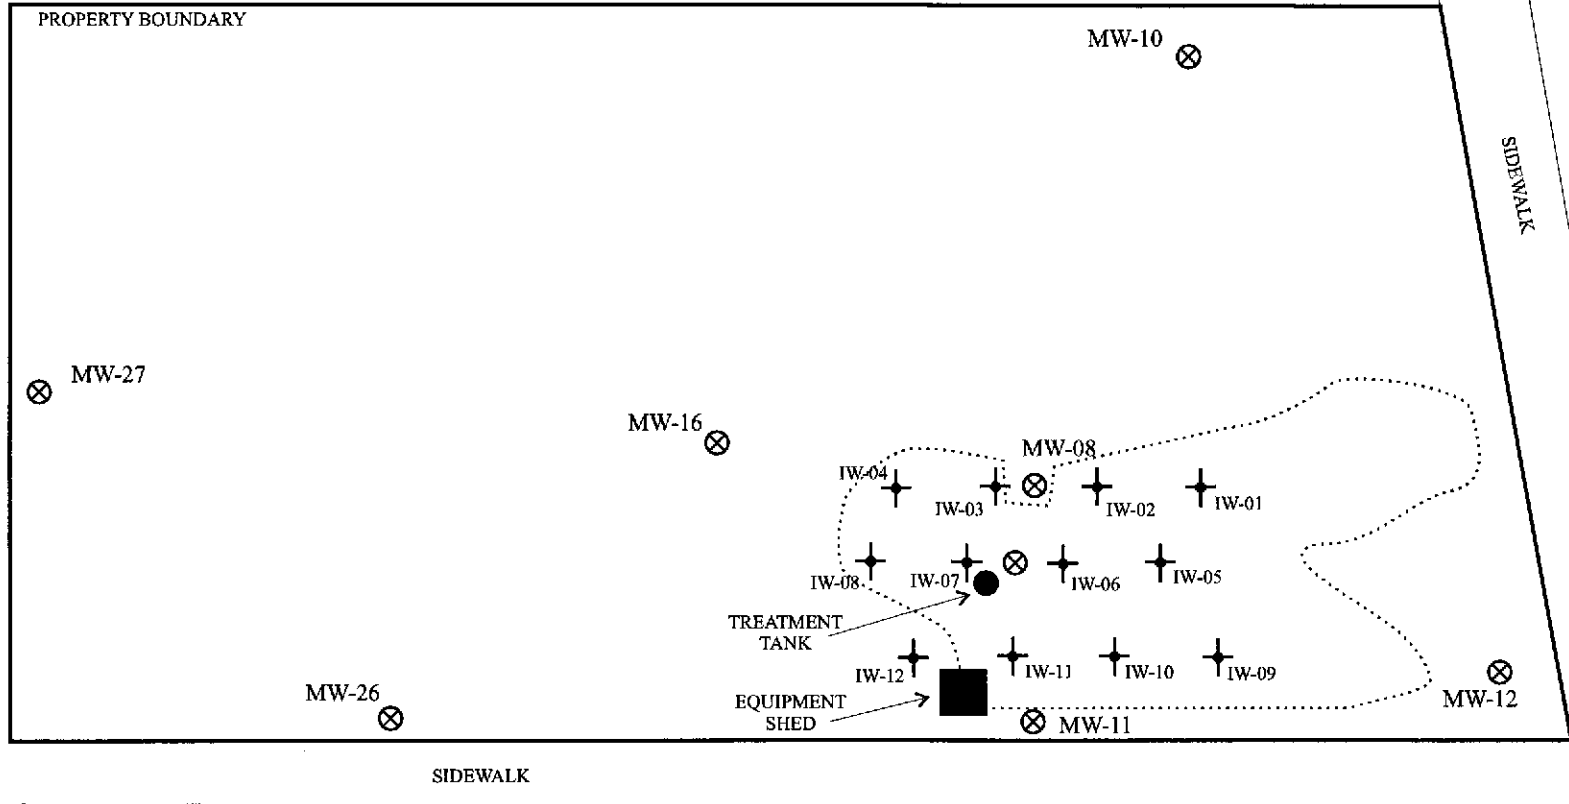 PROPERTY BOUNDARY
MW-10
SIDEWALK
MW-27
MW-16
MW-08
IW-04
IW-03
IW-02
IW-01
IW-08
IW-07
IW-06
IW-05
TREATMENT
TANK
IW-12
IW-11
IW-10
IW-09
MW-26
EQUIPMENT
SHED
MW-11
MW-12
SIDEWALK